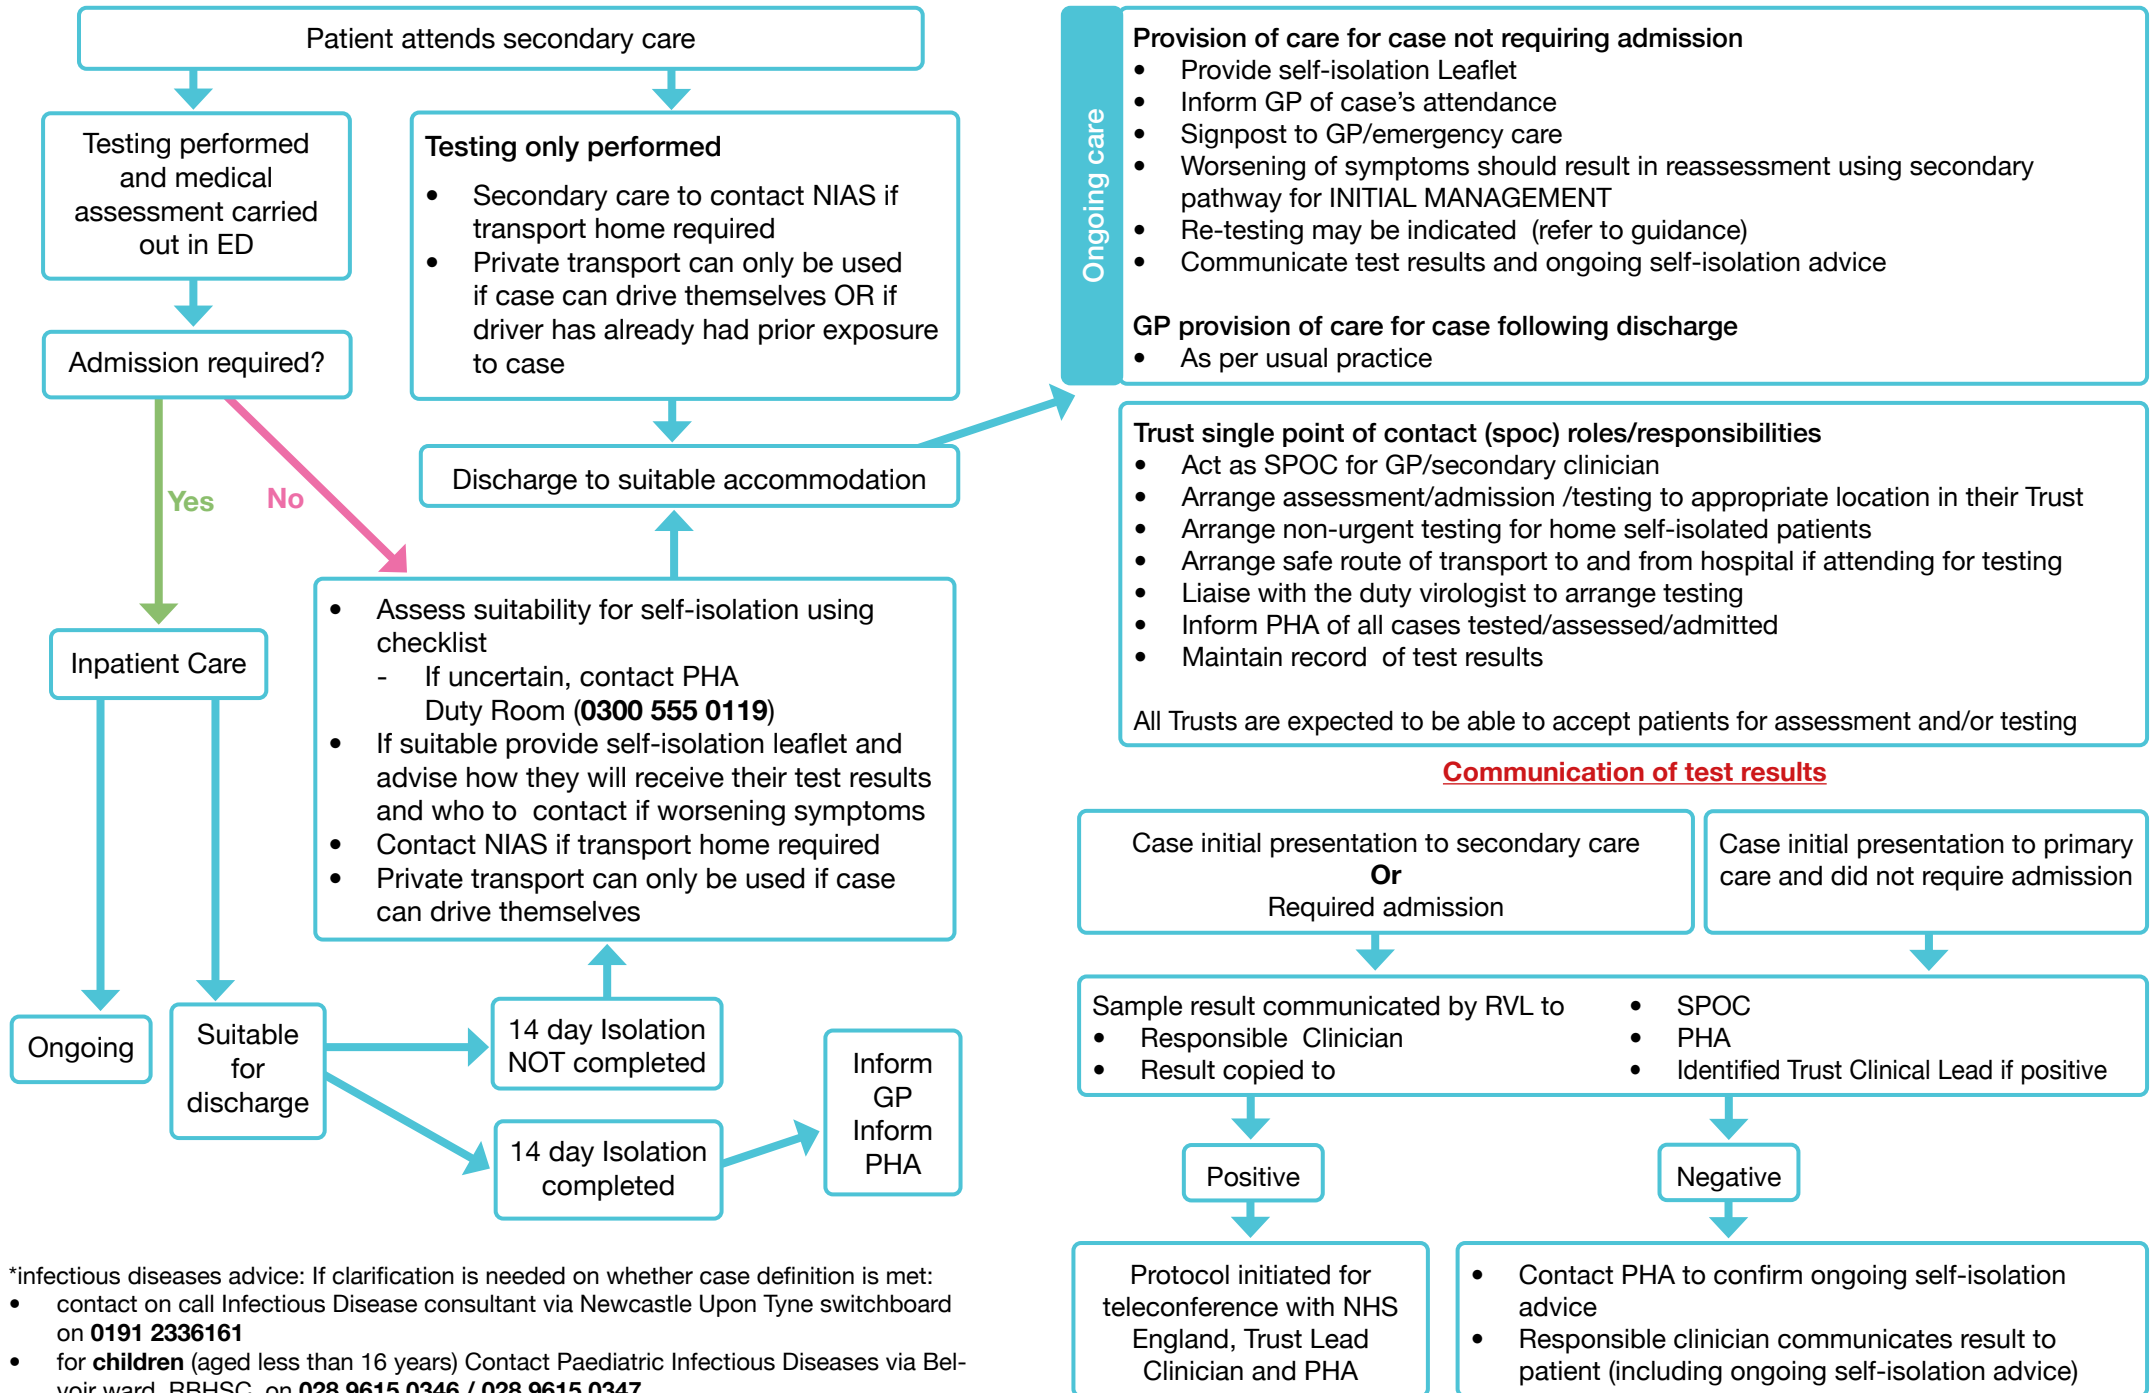 Patient attends secondary care
Testing performed
and medical
assessment carried
out in ED
Testing only performed
• Secondary care to contact NIAS if
transport home required
• Private transport can only be used
if case can drive themselves OR if
driver has already had prior exposure
to case
Admission required?
Discharge to suitable accommodation
Yes
No
• Assess suitability for self-isolation using
checklist
- If uncertain, contact PHA
Duty Room (0300 555 0119)
• If suitable provide self-isolation leaflet and
advise how they will receive their test results
and who to contact if worsening symptoms
• Contact NIAS if transport home required
• Private transport can only be used if case
can drive themselves
Inpatient Care
Ongoing
Suitable
for
discharge
14 day Isolation
NOT completed
14 day Isolation
completed
Inform
GP
Inform
PHA
*infectious diseases advice: If clarification is needed on whether case definition is met:
• contact on call Infectious Disease consultant via Newcastle Upon Tyne switchboard
on 0191 2336161
• for children (aged less than 16 years) Contact Paediatric Infectious Diseases via Bel-
voir ward, RBHSC, on 028 9615 0346 / 028 9615 0347
Ongoing care
Provision of care for case not requiring admission
• Provide self-isolation Leaflet
• Inform GP of case's attendance
• Signpost to GP/emergency care
• Worsening of symptoms should result in reassessment using secondary
pathway for INITIAL MANAGEMENT
• Re-testing may be indicated (refer to guidance)
• Communicate test results and ongoing self-isolation advice
GP provision of care for case following discharge
• As per usual practice
Trust single point of contact (spoc) roles/responsibilities
• Act as SPOC for GP/secondary clinician
• Arrange assessment/admission /testing to appropriate location in their Trust
• Arrange non-urgent testing for home self-isolated patients
• Arrange safe route of transport to and from hospital if attending for testing
• Liaise with the duty virologist to arrange testing
• Inform PHA of all cases tested/assessed/admitted
• Maintain record of test results
All Trusts are expected to be able to accept patients for assessment and/or testing
Communication of test results
Case initial presentation to secondary care
Or
Required admission
Case initial presentation to primary
care and did not require admission
Sample result communicated by RVL to
• Responsible Clinician
• Result copied to
• SPOC
• PHA
• Identified Trust Clinical Lead if positive
Positive
Negative
Protocol initiated for
teleconference with NHS
England, Trust Lead
Clinician and PHA
• Contact PHA to confirm ongoing self-isolation
advice
• Responsible clinician communicates result to
patient (including ongoing self-isolation advice)